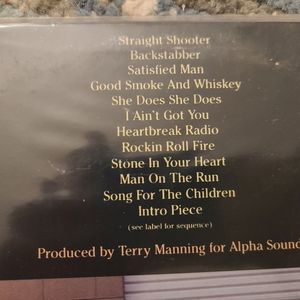 Straight Shooter
Backstabber
Satisfied Man
Good Smoke And Whiskey
She Does She Does
I Ain't Got You
Heartbreak Radio
Rockin Roll Fire
Stone In Your Heart
Man On The Run
Song For The Children
Intro Piece
(see label for sequence)
Produced by Terry Manning for Alpha Sound